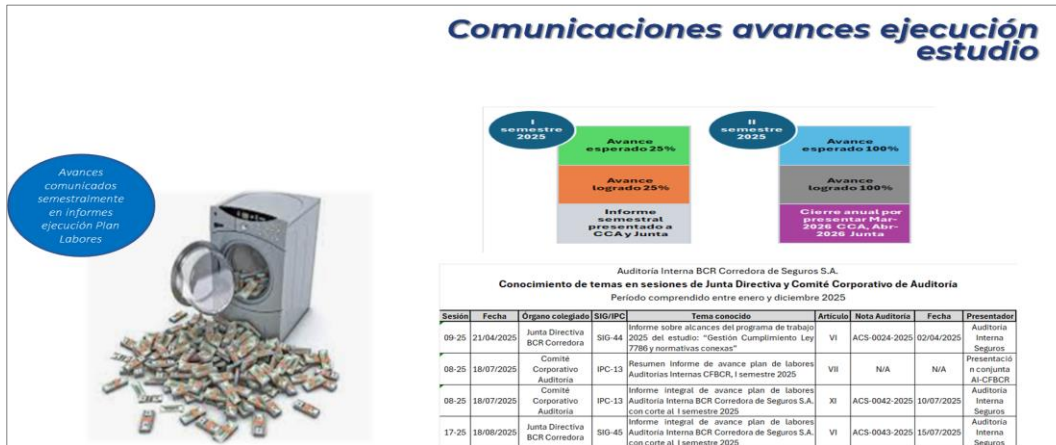 Comunicaciones avances ejecución
estudio
Avances
comunicados
semestralmente
en informes
ejecución Plan
Labores
I
semestre
2025
Avance
esperado 25%
Avance
logrado 25%
Informe
semestral
presentado a
CCA y Junta
II
semestre
2025
Avance
esperado 100%
Avance
logrado 100%
Cierre anual por
presentar Mar-
2026 CCA, Abr-
2026 Junta
Auditoría Interna BCR Corredora de Seguros S.A.
Conocimiento de temas en sesiones de Junta Directiva y Comité Corporativo de Auditoría
Período comprendido entre enero y diciembre 2025
Sesión Fecha Órgano colegiado SIG/IPC Tema conocido Artículo Nota Auditoría Fecha Presentador
09-25 21/04/2025 Junta Directiva BCR Corredora SIG-44 Informe sobre alcances del programa de trabajo 2025 del estudio: "Gestión Cumplimiento Ley 7786 y normativas conexas" VI ACS-0024-2025 02/04/2025 Auditoría Interna Seguros
08-25 18/07/2025 Comité Corporativo Auditoría IPC-13 Resumen Informe de avance plan de labores Auditorías Internas CFBCR, I semestre 2025 VII N/A N/A Presentació n conjunta AI-CFBCR
08-25 18/07/2025 Comité Corporativo Auditoría IPC-13 Informe integral de avance plan de labores Auditoría Interna BCR Corredora de Seguros S.A. con corte al I semestre 2025 XI ACS-0042-2025 10/07/2025 Auditoría Interna Seguros
17-25 18/08/2025 Junta Directiva BCR Corredora SIG-45 Informe integral de avance plan de labores Auditoría Interna BCR Corredora de Seguros S.A. con corte al I semestre 2025 VI ACS-0043-2025 15/07/2025 Auditoría Interna Seguros